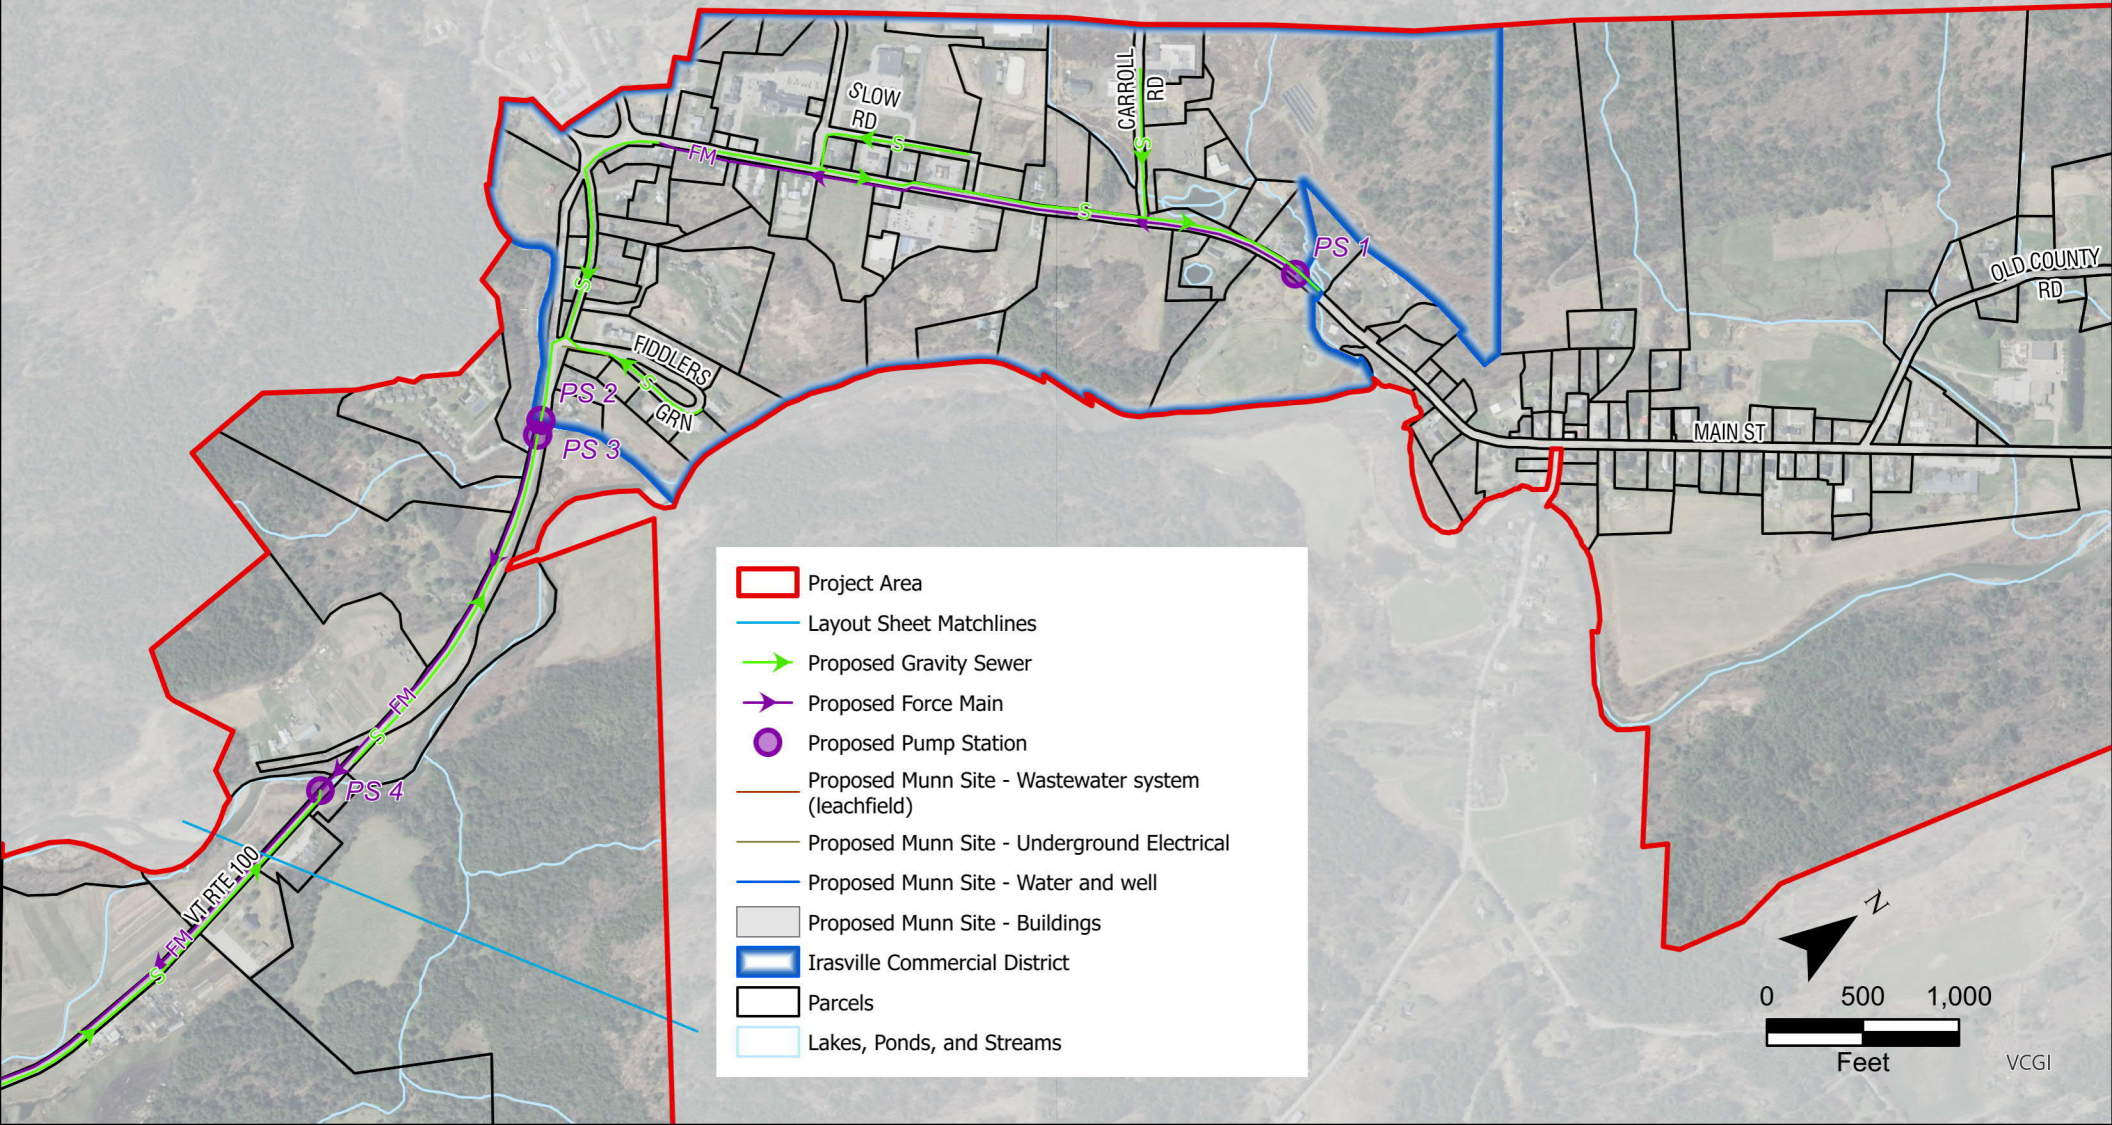 SLOW
RD
CARROLL
RD
S
S
FM
S
S
PS 1
OLD COUNTY
RD
S
FIDDLERS
S
GRN
PS 2
PS 3
MAIN ST
FM
S
PS 4
VT RTE 100
FM
S
Project Area
Layout Sheet Matchlines
Proposed Gravity Sewer
Proposed Force Main
Proposed Pump Station
Proposed Munn Site - Wastewater system
(leachfield)
Proposed Munn Site - Underground Electrical
Proposed Munn Site - Water and well
Proposed Munn Site - Buildings
Irasville Commercial District
Parcels
Lakes, Ponds, and Streams
N
0 500 1,000
Feet
VCGI